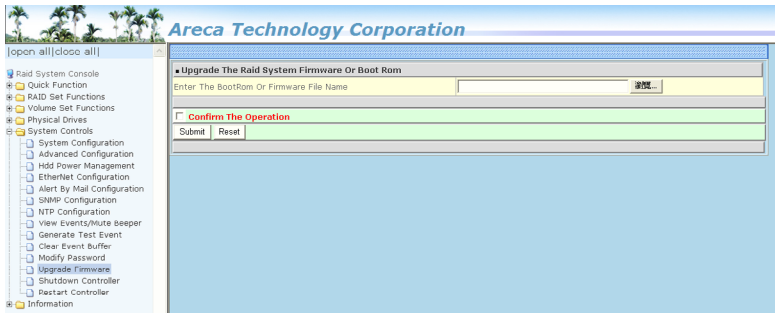 Areca Technology Corporation
|open all|close all|
Raid System Console
Quick Function
RAID Set Functions
Volume Set Functions
Physical Drives
System Controls
System Configuration
Advanced Configuration
Hdd Power Management
EtherNet Configuration
Alert By Mail Configuration
SNMP Configuration
NTP Configuration
View Events/Mute Beeper
Generate Test Event
Clear Event Buffer
Modify Password
Upgrade Firmware
Shutdown Controller
Restart Controller
Information
Upgrade The Raid System Firmware Or Boot Rom
Enter The BootRom Or Firmware File Name
瀏覽...
Confirm The Operation
Submit Reset